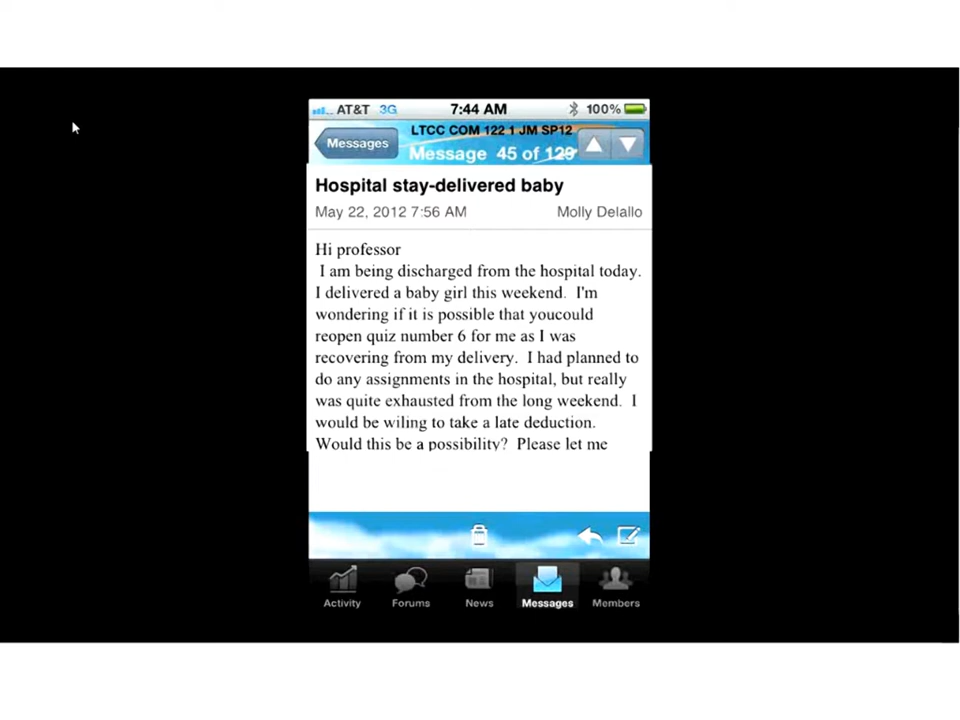 AT&T 3G 7:44 AM 100%
LTCC COM 122 1 JM SP12
Messages
Message 45 of 129
Hospital stay-delivered baby
May 22, 2012 7:56 AM Molly Delallo
Hi professor
I am being discharged from the hospital today.
I delivered a baby girl this weekend. I'm
wondering if it is possible that youcould
reopen quiz number 6 for me as I was
recovering from my delivery. I had planned to
do any assignments in the hospital, but really
was quite exhausted from the long weekend. I
would be wiling to take a late deduction.
Would this be a possibility? Please let me
Activity Forums News Messages Members